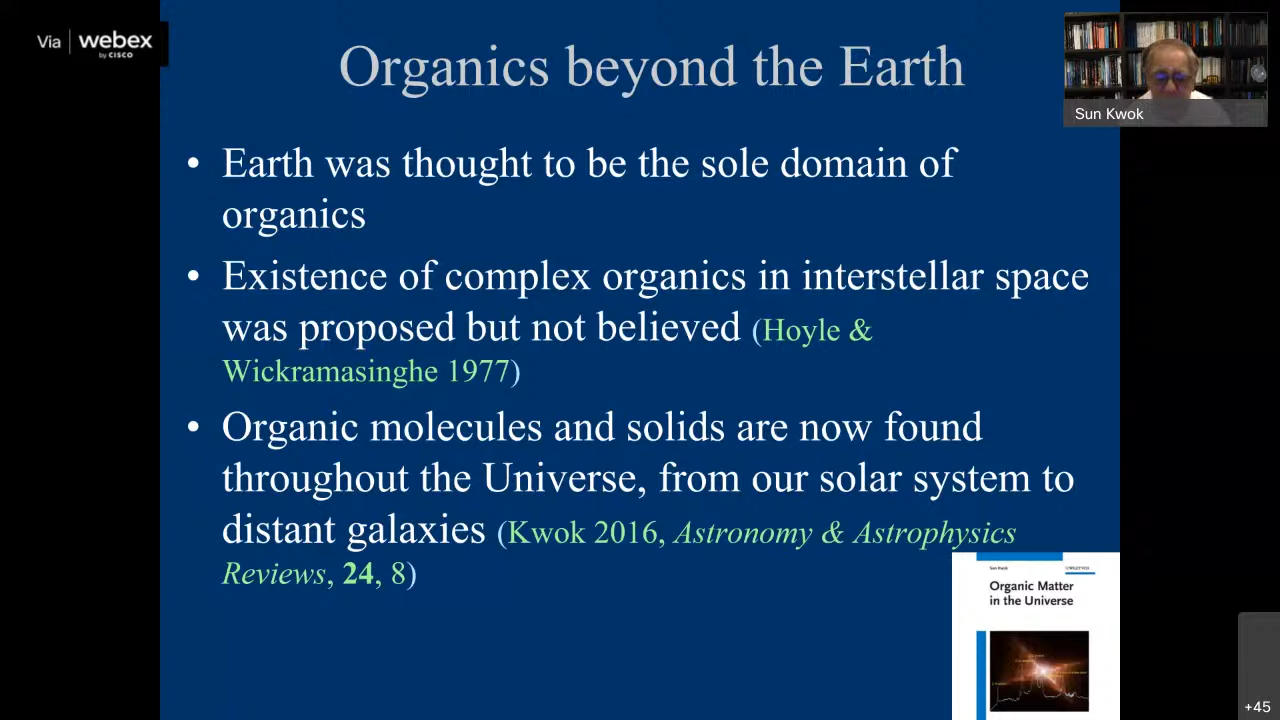 Via webex
by CISCO
Organics beyond the Earth
Sun Kwok
• Earth was thought to be the sole domain of
organics
• Existence of complex organics in interstellar space
was proposed but not believed (Hoyle &
Wickramasinghe 1977)
• Organic molecules and solids are now found
throughout the Universe, from our solar system to
distant galaxies (Kwok 2016, Astronomy & Astrophysics
Reviews, 24, 8)
Sun Kwok
Organic Matter
in the Universe
+45